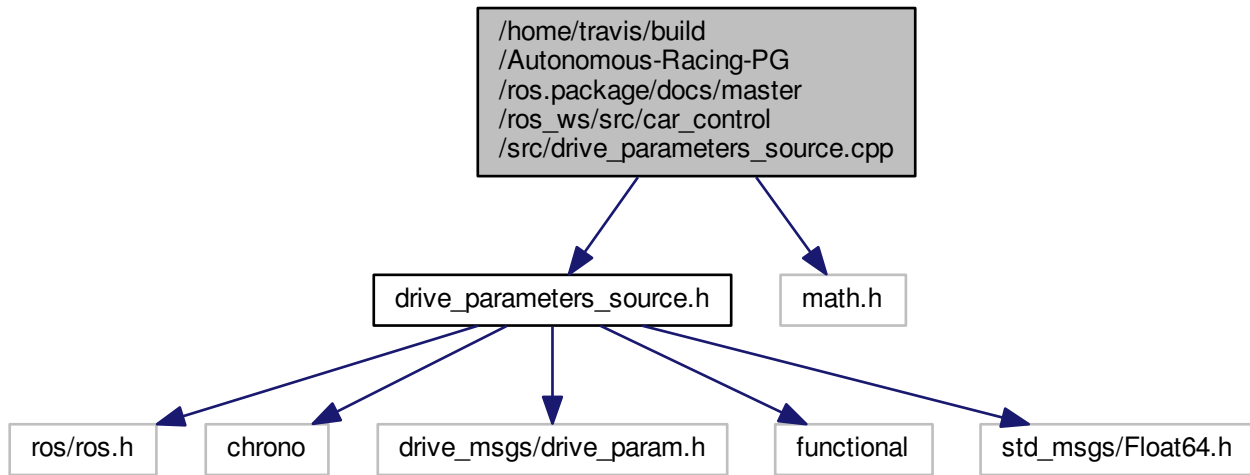 /home/travis/build
/Autonomous-Racing-PG
/ros.package/docs/master
/ros_ws/src/car_control
/src/drive_parameters_source.cpp
drive_parameters_source.h
math.h
ros/ros.h
chrono
drive_msgs/drive_param.h
functional
std_msgs/Float64.h